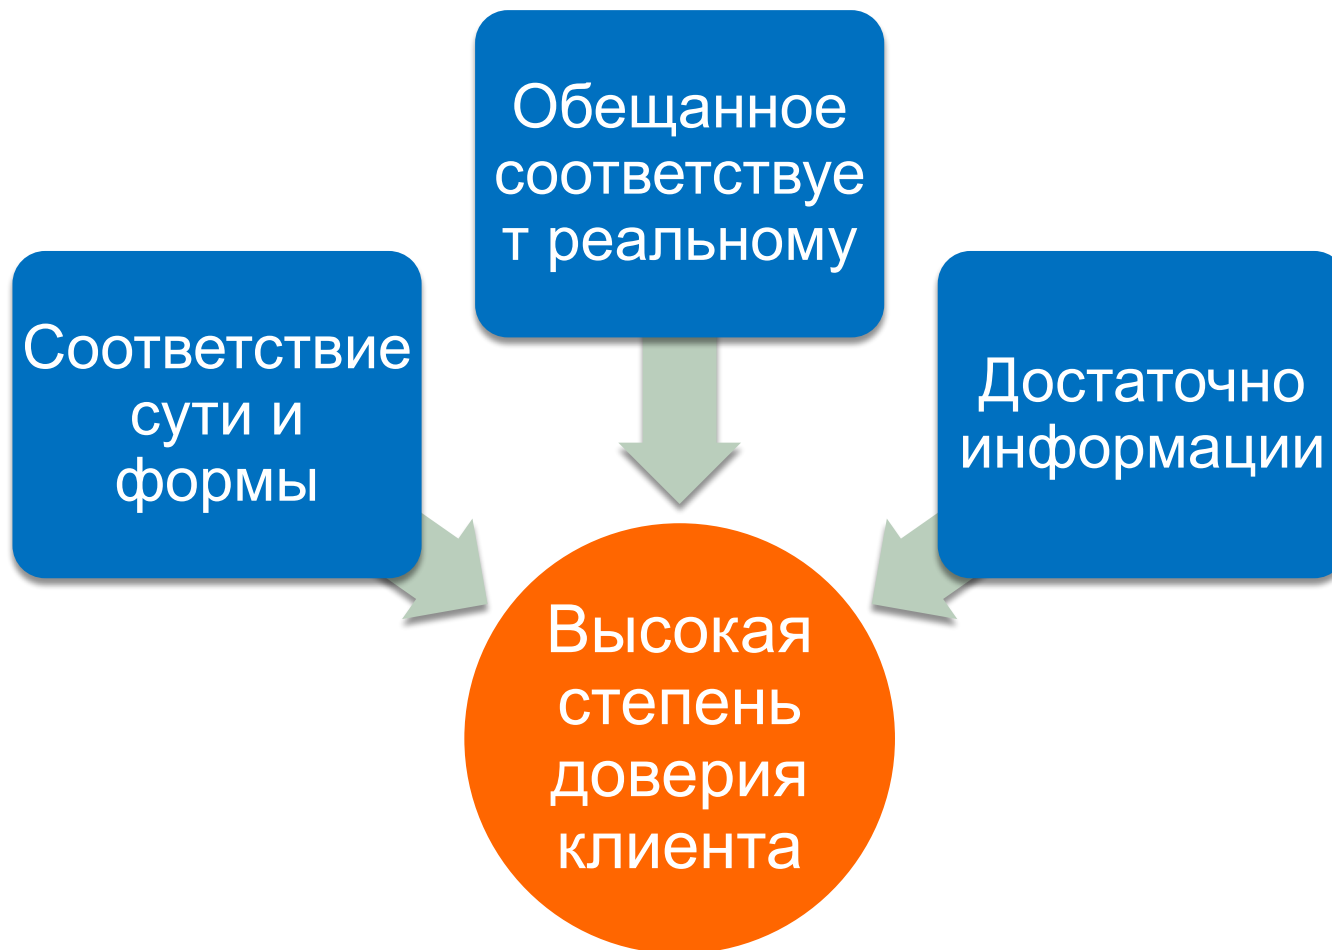 Обещанное
соответствуе
т реальному
Соответствие
сути и
формы
Достаточно
информации
Высокая
степень
доверия
клиента